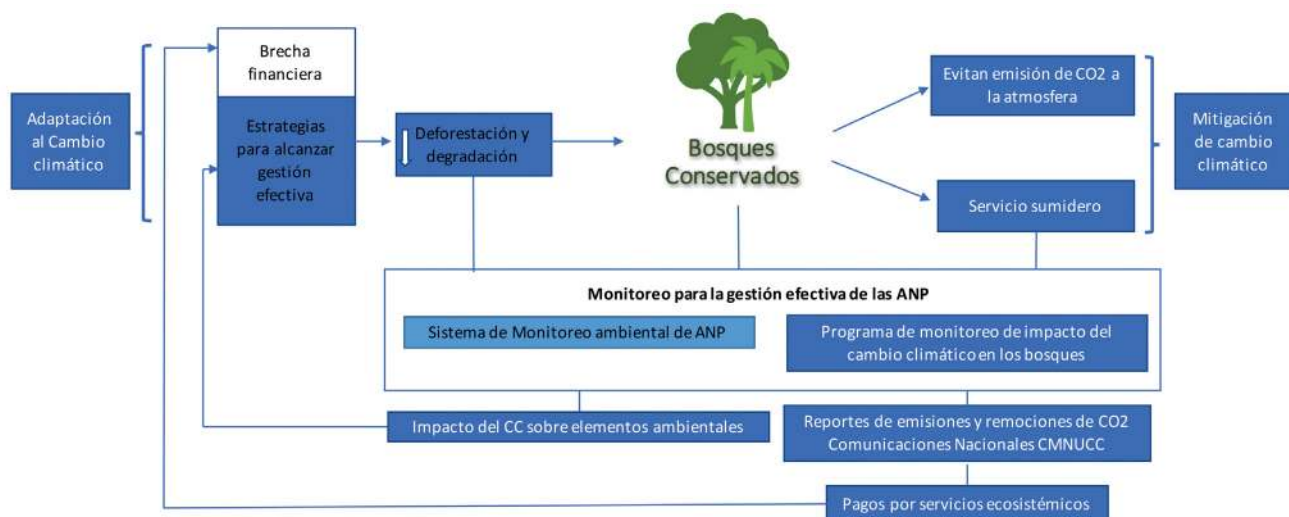 Adaptación
al Cambio
climático
Brecha
financiera
Estrategias
para alcanzar
gestión
efectiva
Deforestación y
degradación
Bosques
Conservados
Evitan emisión de CO2 a
la atmosfera
Servicio sumidero
Mitigación
de cambio
climático
Monitoreo para la gestión efectiva de las ANP
Sistema de Monitoreo ambiental de ANP
Programa de monitoreo de impacto del
cambio climático en los bosques
Impacto del CC sobre elementos ambientales
Reportes de emisiones y remociones de CO2
Comunicaciones Nacionales CMNUCC
Pagos por servicios ecosistémicos